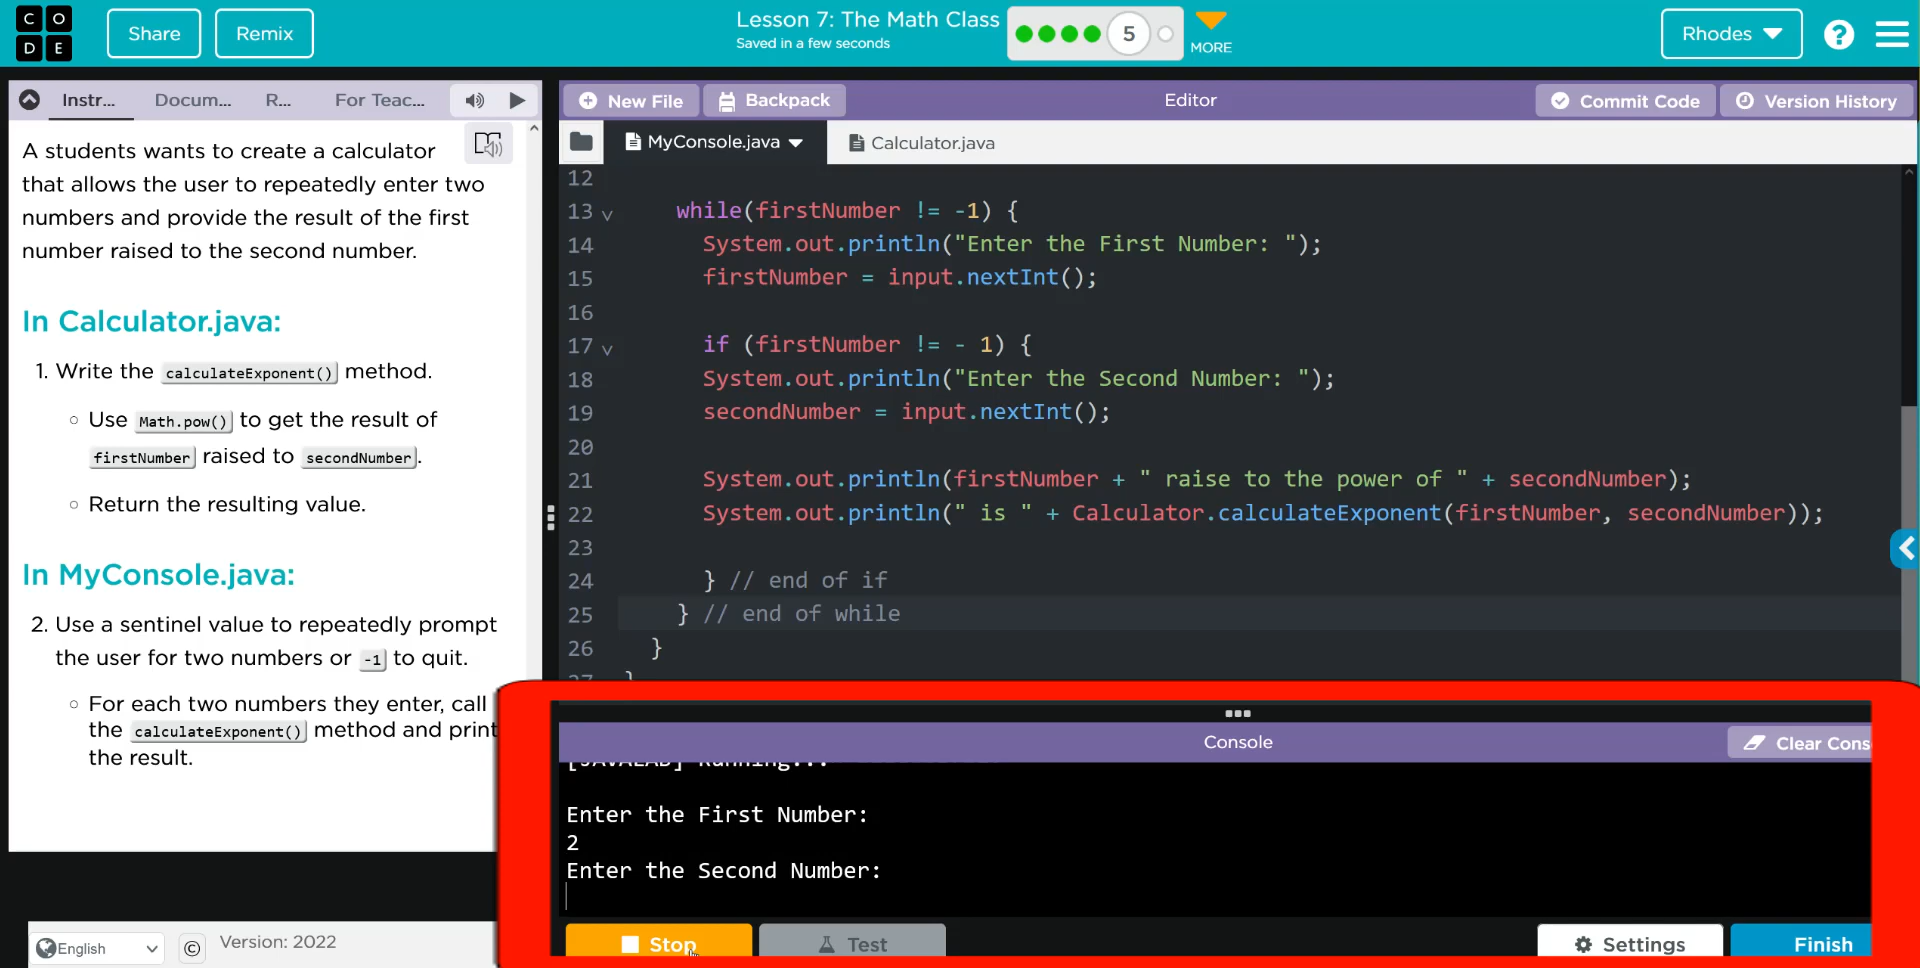 C O
D E
Share
Remix
Lesson 7: The Math Class
Saved in a few seconds
5
MORE
Rhodes
?
Instr...
Docum...
R...
For Teac...
A students wants to create a calculator
that allows the user to repeatedly enter two
numbers and provide the result of the first
number raised to the second number.
In Calculator.java:
1. Write the calculateExponent() method.
Use Math.pow() to get the result of
firstNumber raised to secondNumber.
Return the resulting value.
In MyConsole.java:
2. Use a sentinel value to repeatedly prompt
the user for two numbers or -1 to quit.
For each two numbers they enter, call
the calculateExponent() method and print
the result.
English
©
Version: 2022
New File
Backpack
Editor
Commit Code
Version History
MyConsole.java
Calculator.java
12
13 while(firstNumber != -1) {
14 System.out.println("Enter the First Number: ");
15 firstNumber = input.nextInt();
16
17 if (firstNumber != - 1) {
18 System.out.println("Enter the Second Number: ");
19 secondNumber = input.nextInt();
20
21 System.out.println(firstNumber + " raise to the power of " + secondNumber);
22 System.out.println(" is " + Calculator.calculateExponent(firstNumber, secondNumber));
23
24 } // end of if
25 } // end of while
26 }
27 }
Console
Clear Cons
[JAVALAB] Running...
Enter the First Number:
2
Enter the Second Number:
Stop
Test
Settings
Finish